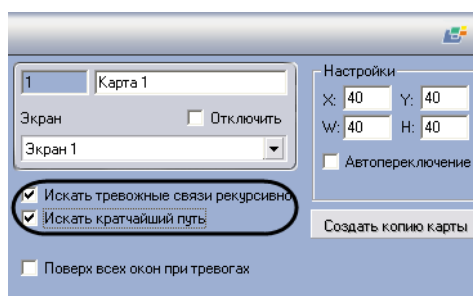 Настройки
1 Карта 1
X: 40 Y: 40
Экран Отключить
W: 40 H: 40
Экран 1
Автопереключение
Искать тревожные связи рекурсивно
Искать кратчайший путь
Создать копию карты
Поверх всех окон при тревогах